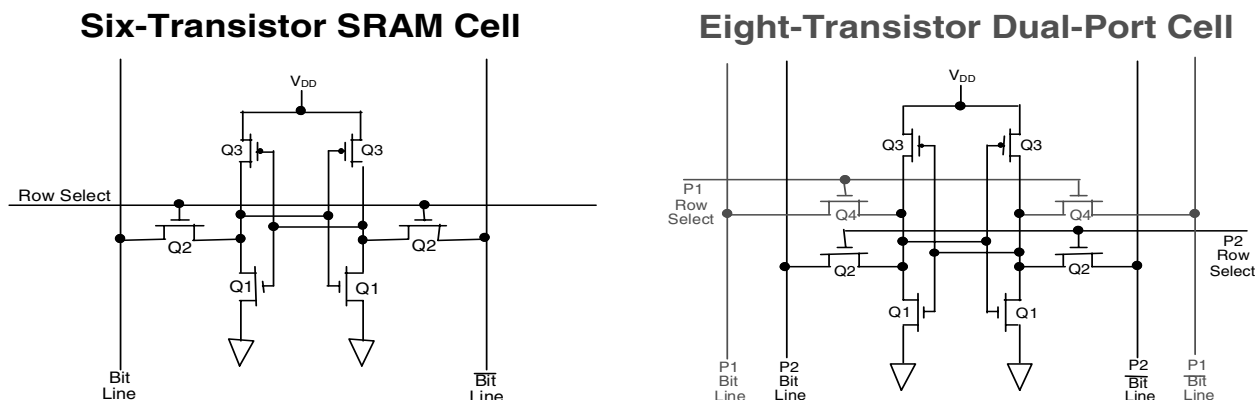 Six-Transistor SRAM Cell
VDD
Q3
Q3
Row Select
Q2
Q2
Q1
Q1
Bit
Line
Bit
Line
Eight-Transistor Dual-Port Cell
VDD
Q3
Q3
P1
Row
Select
Q4
Q4
P2
Row
Select
Q2
Q2
Q1
Q1
P1
Bit
Line
P2
Bit
Line
P2
Bit
Line
P1
Bit
Line